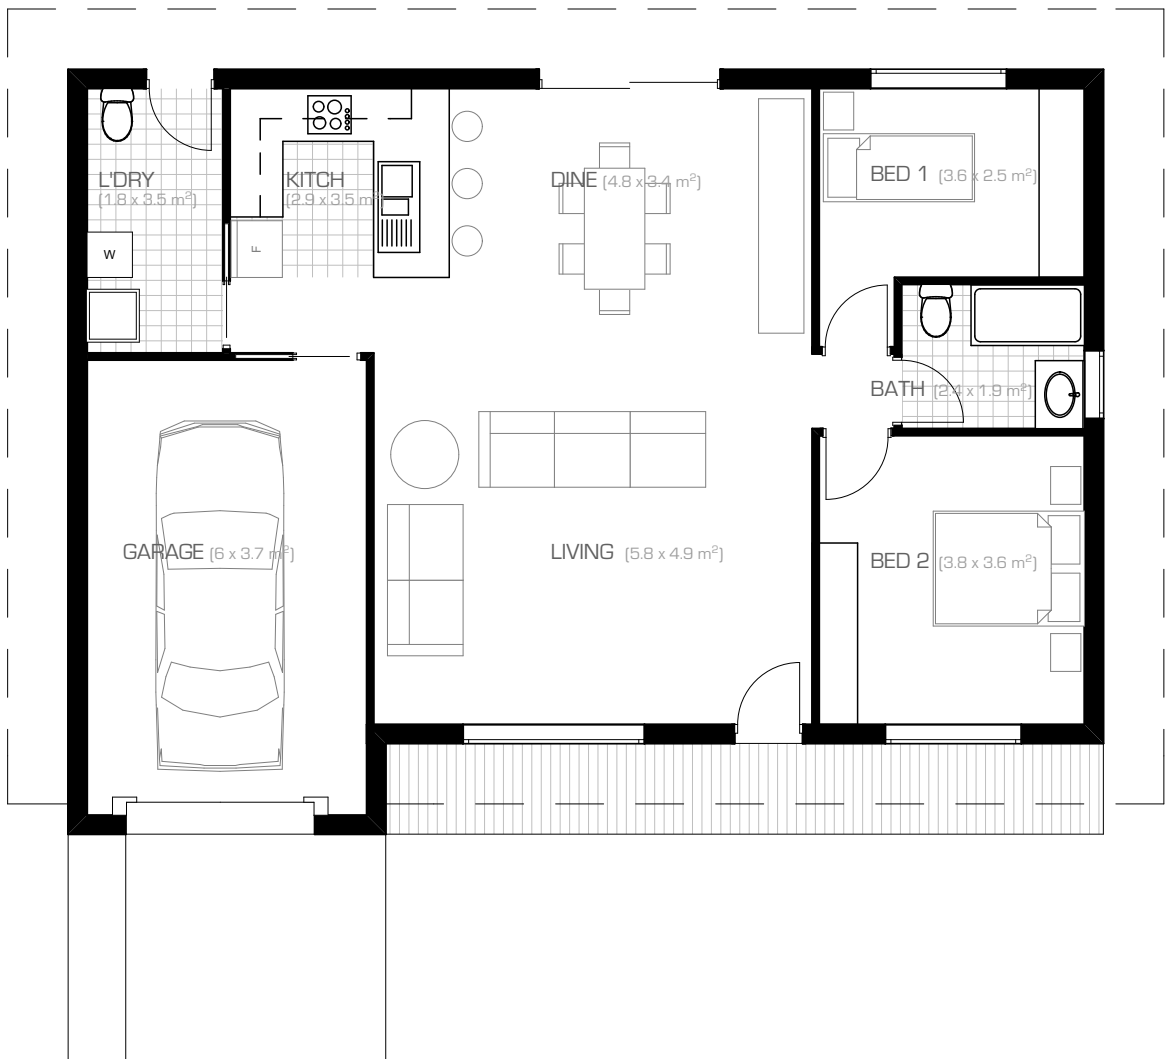 L'DRY
(1.8 x 3.5 m²)
KITCH
(2.9 x 3.5 m²)
DINE (4.8 x 3.4 m²)
BED 1 (3.6 x 2.5 m²)
W
F
BATH (2.4 x 1.9 m²)
GARAGE (6 x 3.7 m²)
LIVING (5.8 x 4.9 m²)
BED 2 (3.8 x 3.6 m²)